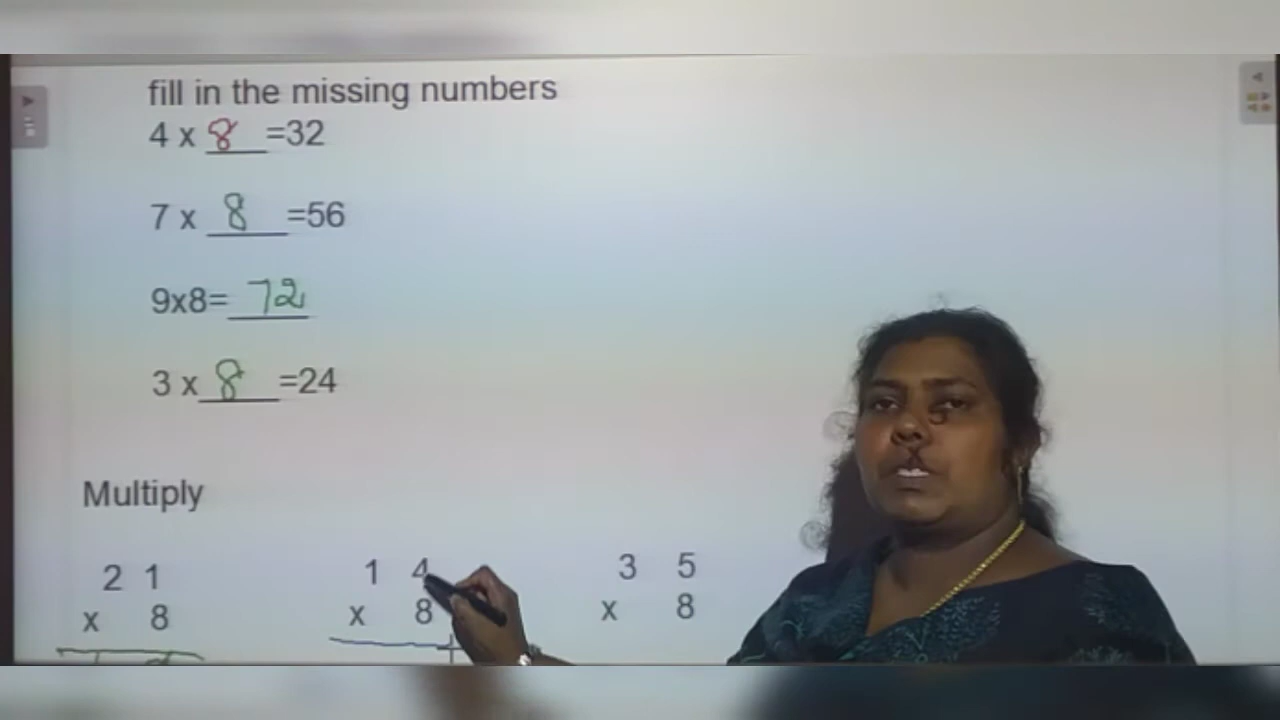 fill in the missing numbers
4 x 8 =32
7 x 8 =56
9x8= 72
3 x 8 =24
Multiply
2 1 1 4 3 5
x 8 x 8 x 8